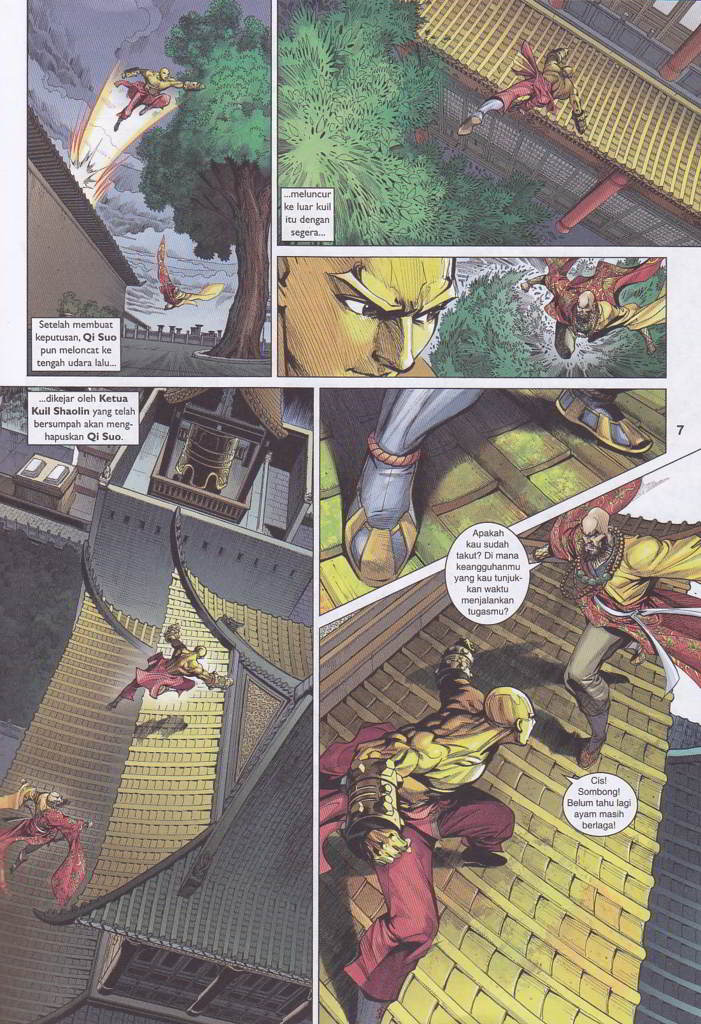 Setelah membuat
keputusan, Qi Suo
pun meloncat ke
tengah udara lalu...
...meluncur
ke luar kuil
itu dengan
segera...
...dikejar oleh Ketua
Kuil Shaolin yang telah
bersumpah akan meng-
hapuskan Qi Suo.
7
Apakah
kau sudah
takut? Di mana
keangguhanmu
yang kau tunjuk-
kan waktu
menjalankan
tugasmu?
Cis!
Sombong!
Belum tahu lagi
ayam masih
berlaga!